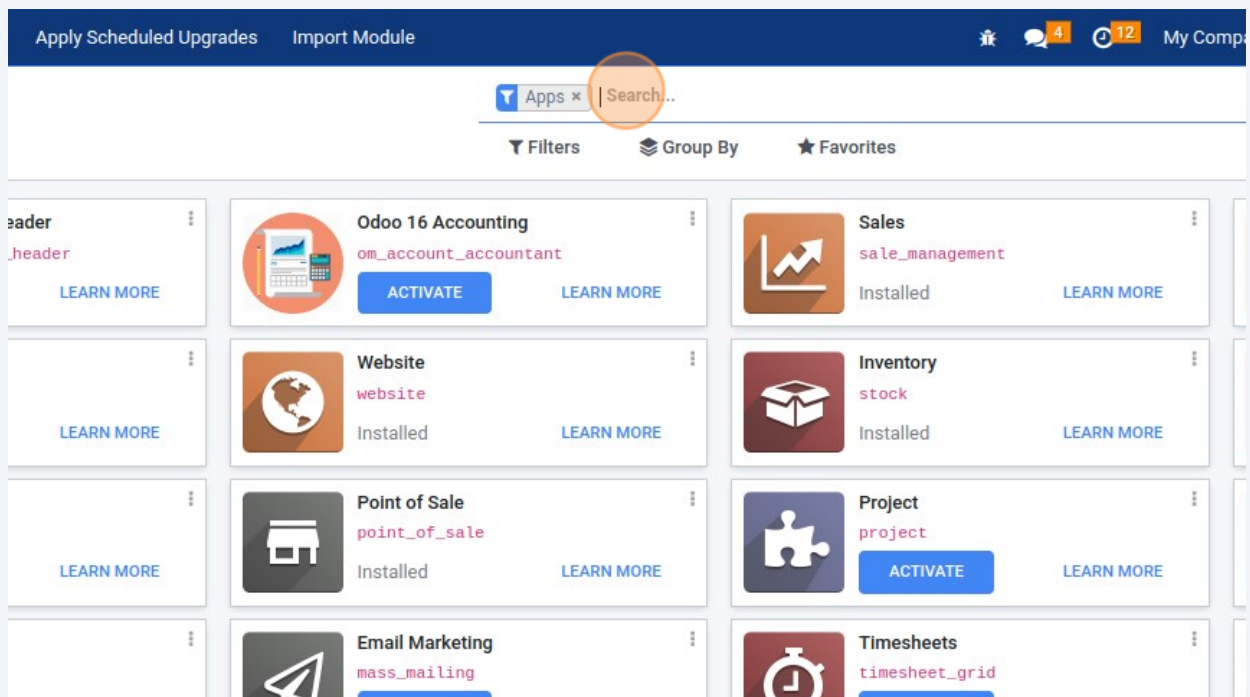 Apply Scheduled Upgrades Import Module 4 12 My Compa
Apps × Search...
Filters Group By Favorites
eader
_header
LEARN MORE
Odoo 16 Accounting
om_account_accountant
ACTIVATE LEARN MORE
Sales
sale_management
Installed LEARN MORE
LEARN MORE
Website
website
Installed LEARN MORE
Inventory
stock
Installed LEARN MORE
LEARN MORE
Point of Sale
point_of_sale
Installed LEARN MORE
Project
project
ACTIVATE LEARN MORE
Email Marketing
mass_mailing
Timesheets
timesheet_grid